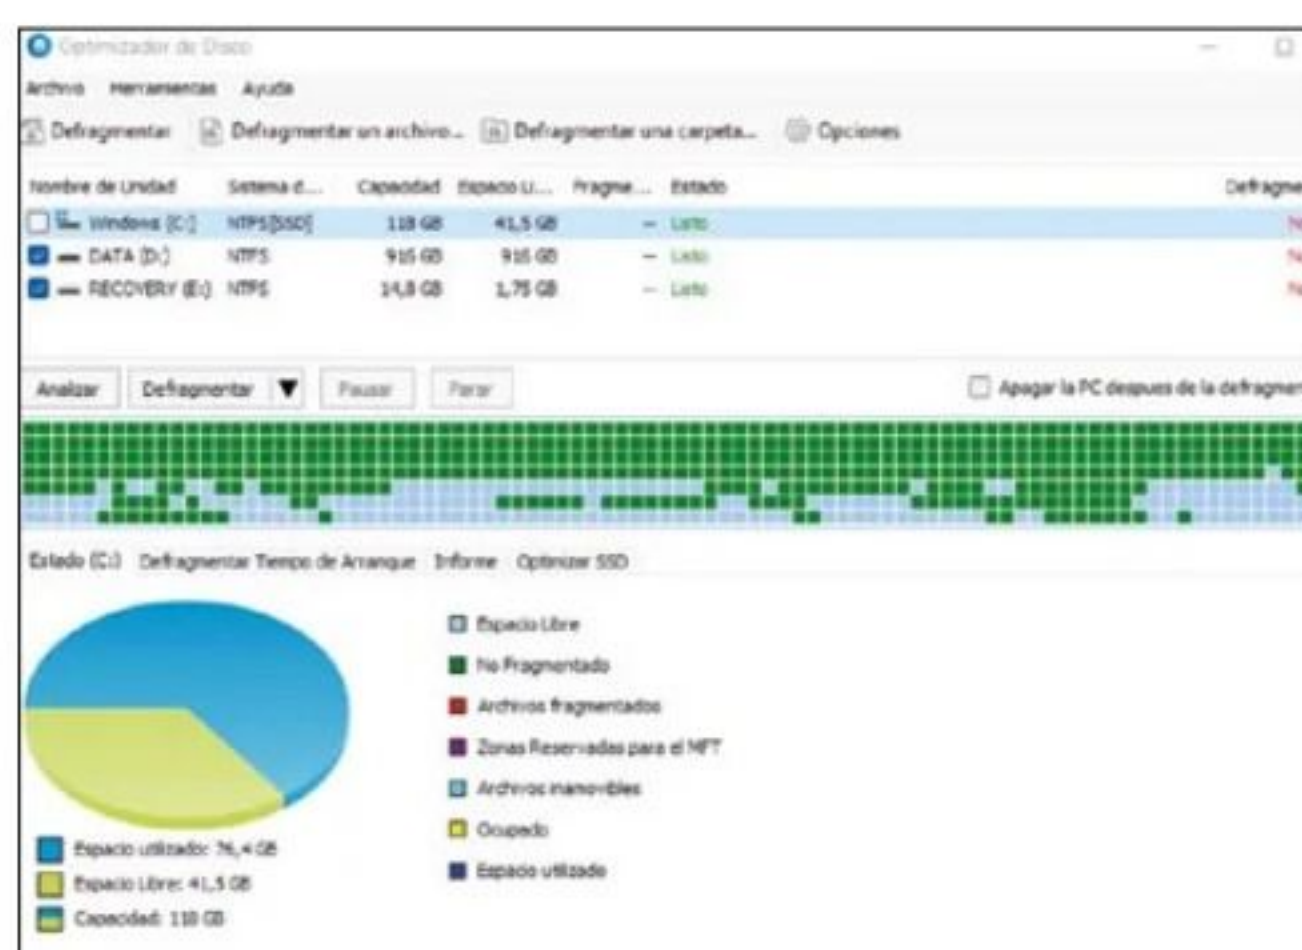 Optimizador de Disco
Archivo Herramientas Ayuda
Defragmentar Defragmentar un archivo... Defragmentar una carpeta... Opciones
Nombre de Unidad Sistema d... Capacidad Espacio Li... Fragme... Estado Defragme
Windows (C:) NTFS[SSD] 118 GB 41,5 GB -- Listo N
DATA (D:) NTFS 916 GB 916 GB -- Listo N
RECOVERY (E:) NTFS 14,8 GB 1,75 GB -- Listo N
Analizar Defragmentar Pausar Parar Apagar la PC despues de la defragmen
Estado (C:) Defragmentar Tiempo de Arranque Informe Optimizar SSD
Espacio Libre
No Fragmentado
Archivos fragmentados
Zonas Reservadas para el MFT
Archivos inamovibles
Ocupado
Espacio utilizado
Espacio utilizado: 76,4 GB
Espacio Libre: 41,5 GB
Capacidad: 118 GB